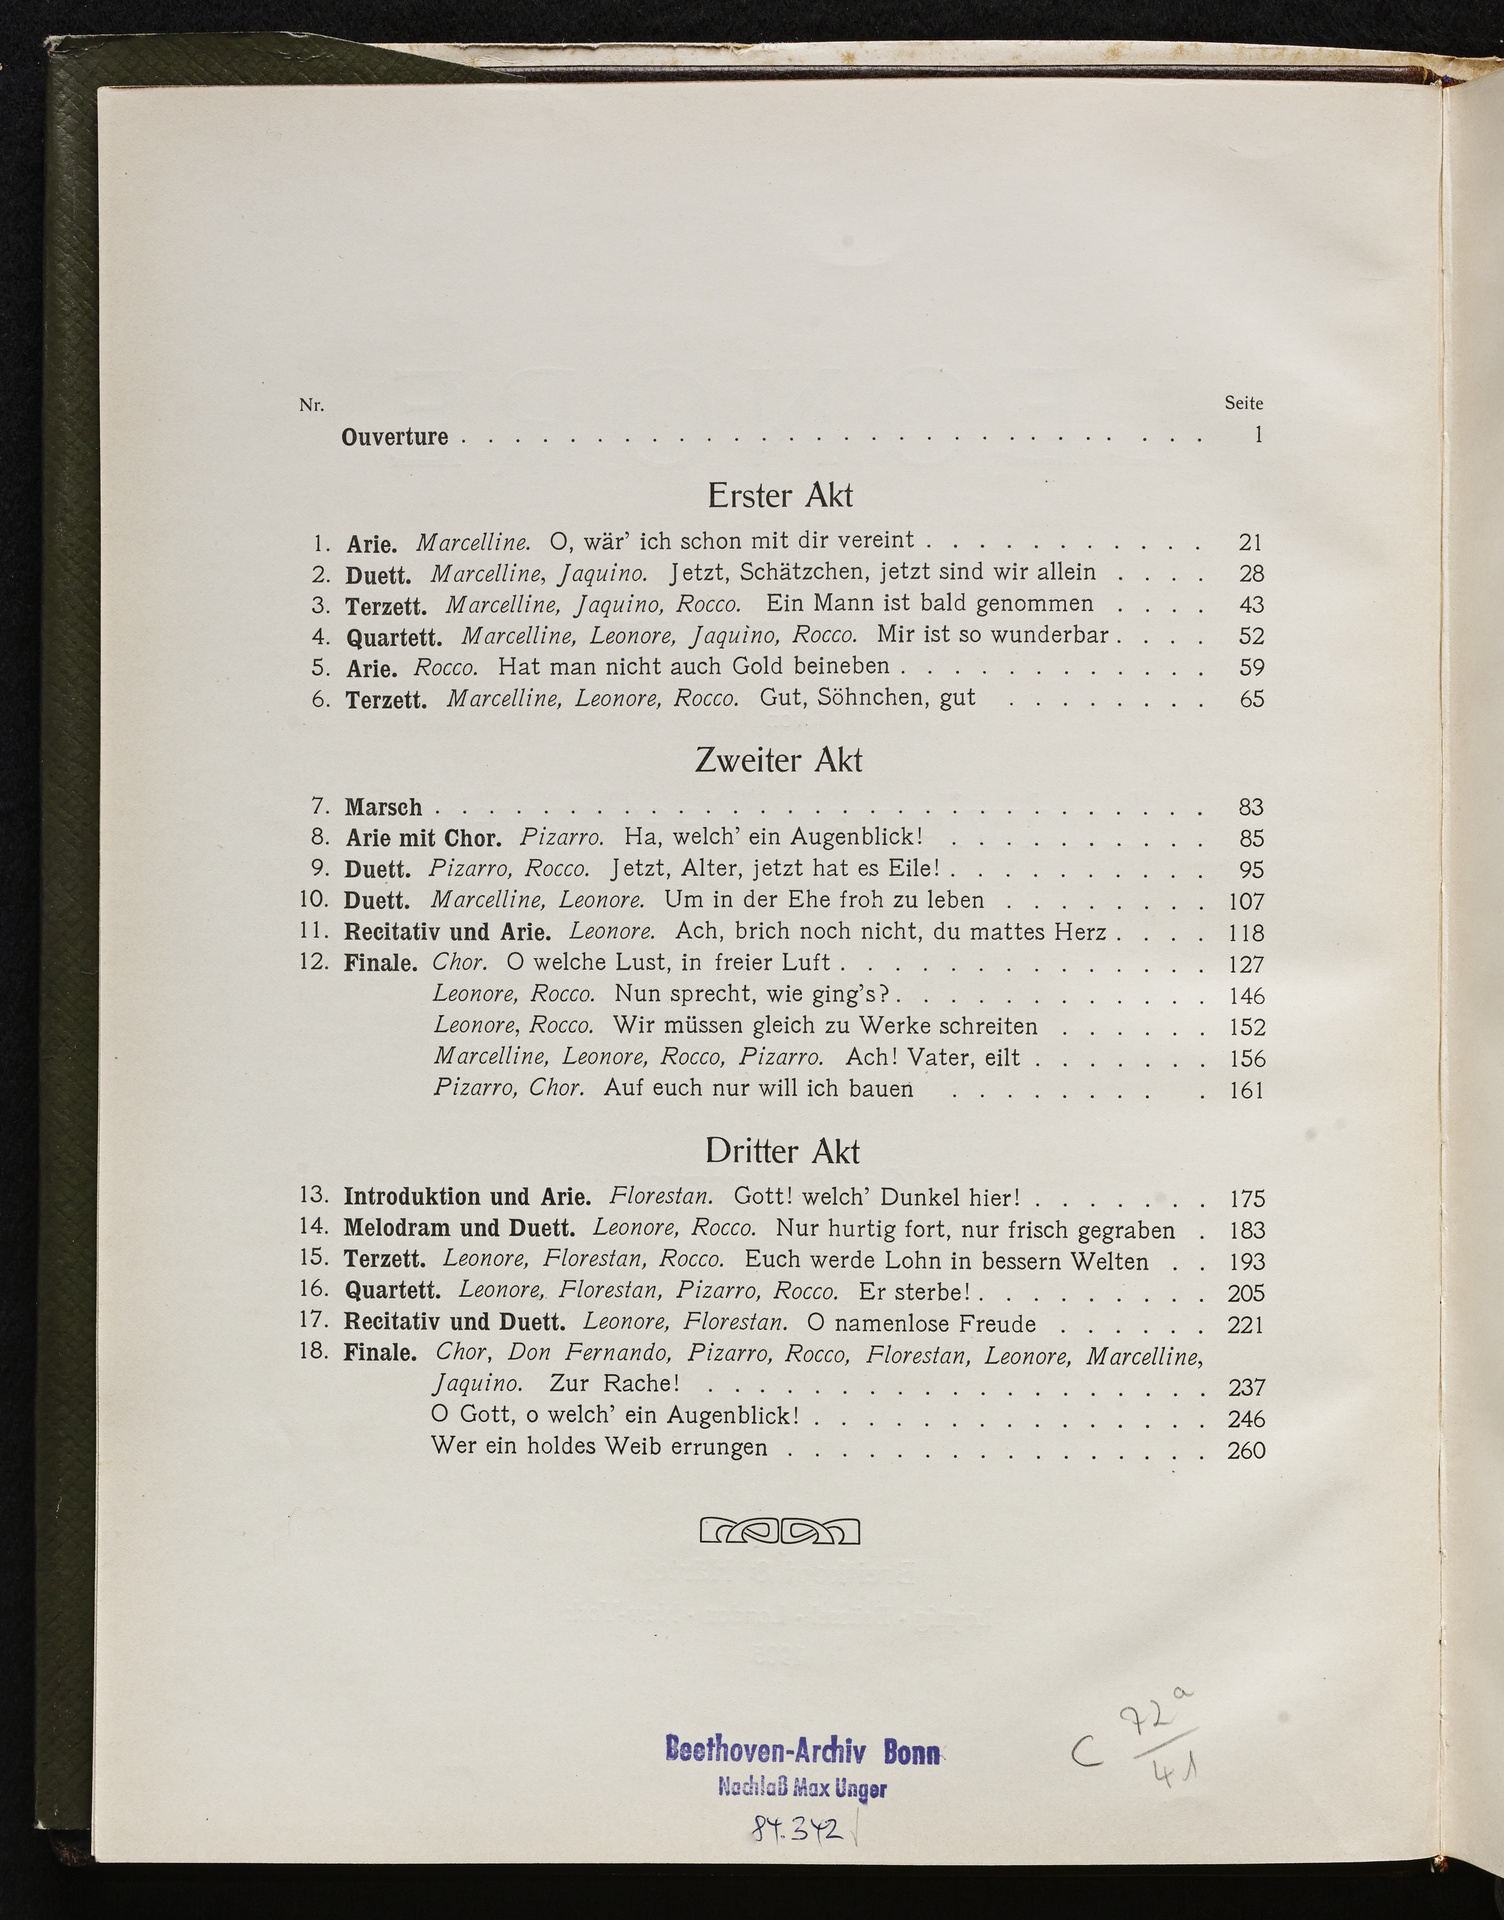 Nr. Seite
Ouverture . . . . . . . . . . . . . . . . . . . . . . . . . . . . 1
Erster Akt
1. Arie. Marcelline. O, wär’ ich schon mit dir vereint . . . . . . . . . . . 21
2. Duett. Marcelline, Jaquino. Jetzt, Schätzchen, jetzt sind wir allein . . . . 28
3. Terzett. Marcelline, Jaquino, Rocco. Ein Mann ist bald genommen . . . . 43
4. Quartett. Marcelline, Leonore, Jaquino, Rocco. Mir ist so wunderbar . . . . 52
5. Arie. Rocco. Hat man nicht auch Gold beineben . . . . . . . . . . . . 59
6. Terzett. Marcelline, Leonore, Rocco. Gut, Söhnchen, gut . . . . . . . . 65
Zweiter Akt
7. Marsch . . . . . . . . . . . . . . . . . . . . . . . . . . . . . 83
8. Arie mit Chor. Pizarro. Ha, welch’ ein Augenblick! . . . . . . . . . . 85
9. Duett. Pizarro, Rocco. Jetzt, Alter, jetzt hat es Eile! . . . . . . . . . . 95
10. Duett. Marcelline, Leonore. Um in der Ehe froh zu leben . . . . . . . . 107
11. Recitativ und Arie. Leonore. Ach, brich noch nicht, du mattes Herz . . . . 118
12. Finale. Chor. O welche Lust, in freier Luft . . . . . . . . . . . . . . 127
Leonore, Rocco. Nun sprecht, wie ging’s? . . . . . . . . . . . . 146
Leonore, Rocco. Wir müssen gleich zu Werke schreiten . . . . . . 152
Marcelline, Leonore, Rocco, Pizarro. Ach! Vater, eilt . . . . . . . 156
Pizarro, Chor. Auf euch nur will ich bauen . . . . . . . . . 161
Dritter Akt
13. Introduktion und Arie. Florestan. Gott! welch’ Dunkel hier! . . . . . . . 175
14. Melodram und Duett. Leonore, Rocco. Nur hurtig fort, nur frisch gegraben . 183
15. Terzett. Leonore, Florestan, Rocco. Euch werde Lohn in bessern Welten . . 193
16. Quartett. Leonore, Florestan, Pizarro, Rocco. Er sterbe! . . . . . . . . . 205
17. Recitativ und Duett. Leonore, Florestan. O namenlose Freude . . . . . . 221
18. Finale. Chor, Don Fernando, Pizarro, Rocco, Florestan, Leonore, Marcelline,
Jaquino. Zur Rache! . . . . . . . . . . . . . . . . . . . 237
O Gott, o welch’ ein Augenblick! . . . . . . . . . . . . . . . 246
Wer ein holdes Weib errungen . . . . . . . . . . . . . . . . 260
C 72a
41
Beethoven-Archiv Bonn
Nachlaß Max Unger
84.342